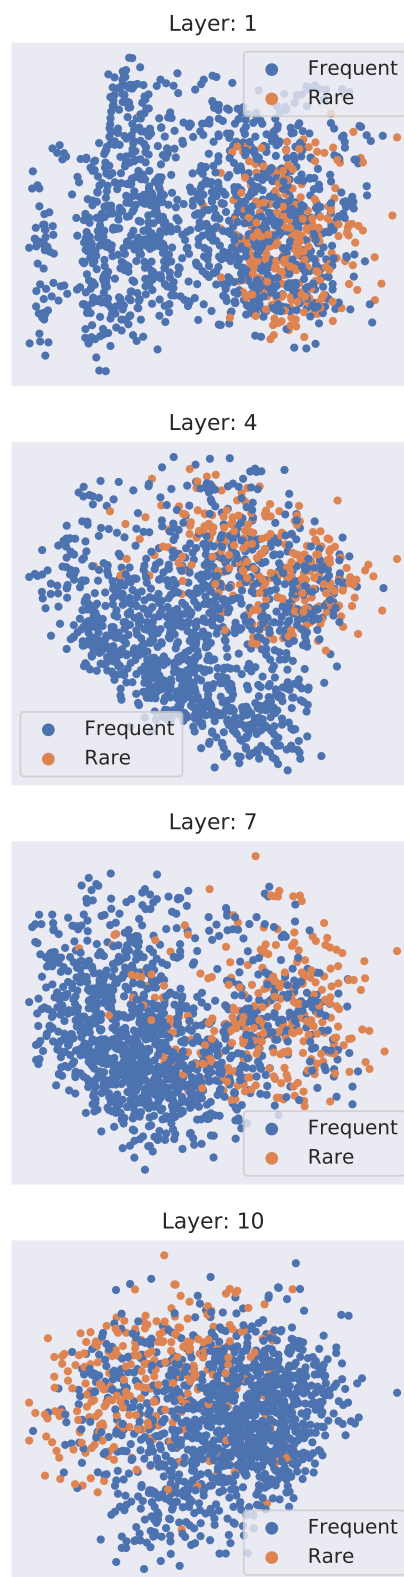 Layer: 1
Frequent
Rare
Layer: 4
Frequent
Rare
Layer: 7
Frequent
Rare
Layer: 10
Frequent
Rare